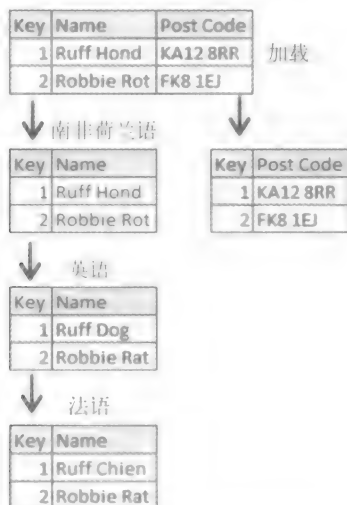 Key Name Post Code
1 Ruff Hond KA12 8RR
2 Robbie Rot FK8 1EJ
加载
南非荷兰语
Key Name
1 Ruff Hond
2 Robbie Rot
Key Post Code
1 KA12 8RR
2 FK8 1EJ
英语
Key Name
1 Ruff Dog
2 Robbie Rat
法语
Key Name
1 Ruff Chien
2 Robbie Rat